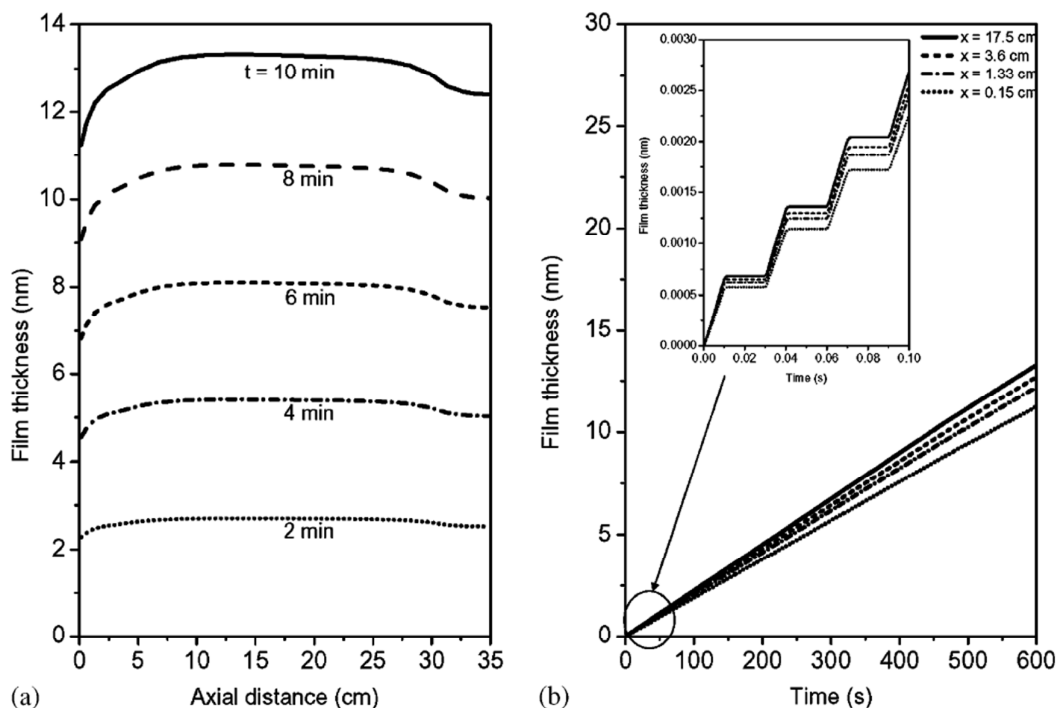 14
12
10
8
6
4
2
0
Film thickness (nm)
t = 10 min
8 min
6 min
4 min
2 min
0 5 10 15 20 25 30 35
Axial distance (cm)
(a)
30
25
20
15
10
5
0
Film thickness (nm)
x = 17.5 cm
x = 3.6 cm
x = 1.33 cm
x = 0.15 cm
0.0030
0.0025
0.0020
0.0015
0.0010
0.0005
0.0000
Film thickness (nm)
0.00 0.02 0.04 0.06 0.08 0.10
Time (s)
0 100 200 300 400 500 600
Time (s)
(b)